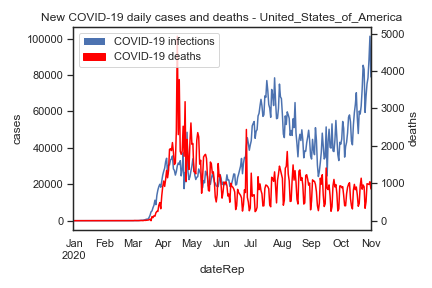 New COVID-19 daily cases and deaths - United_States_of_America
COVID-19 infections
COVID-19 deaths
cases
100000
80000
60000
40000
20000
0
deaths
5000
4000
3000
2000
1000
0
Jan Feb Mar Apr May Jun Jul Aug Sep Oct Nov
2020
dateRep